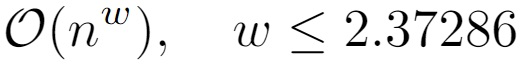 𝒪(n^w), w ≤ 2.37286